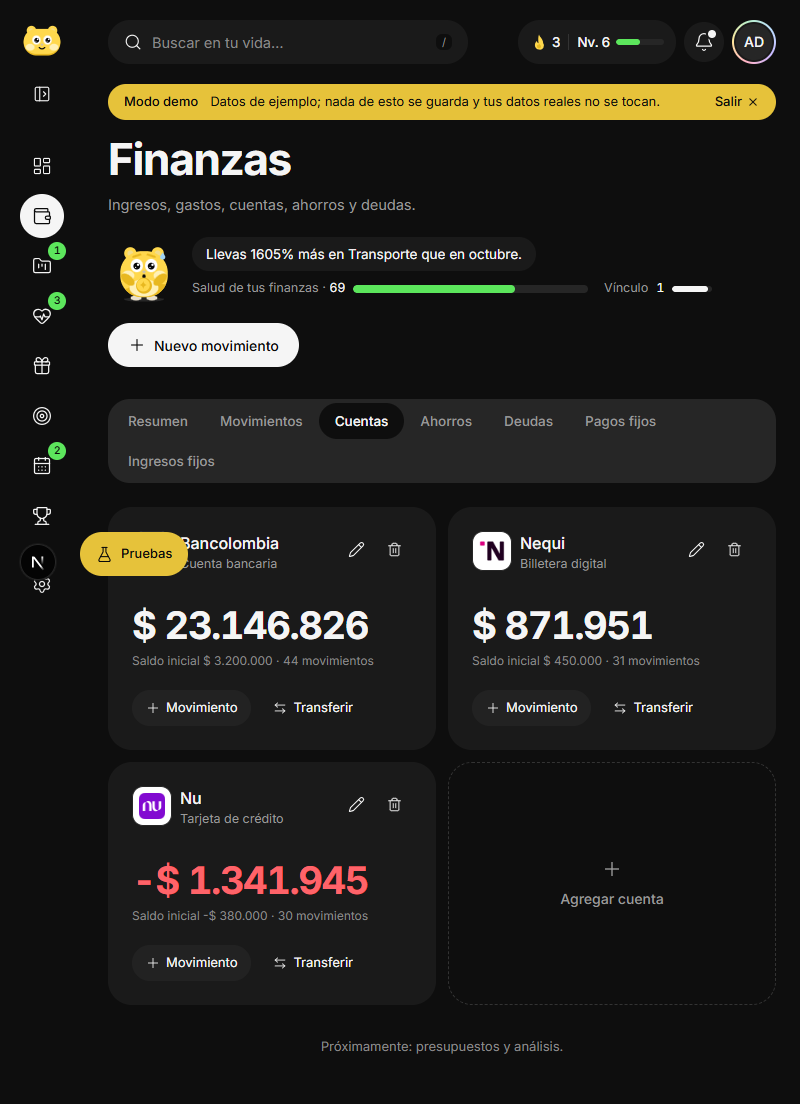 Buscar en tu vida...
/
3
Nv. 6
AD
Modo demo Datos de ejemplo; nada de esto se guarda y tus datos reales no se tocan. Salir
Finanzas
Ingresos, gastos, cuentas, ahorros y deudas.
Llevas 1605% más en Transporte que en octubre.
Salud de tus finanzas · 69
Vínculo 1
Nuevo movimiento
1
3
2
N
Resumen
Movimientos
Cuentas
Ahorros
Deudas
Pagos fijos
Ingresos fijos
Pruebas
Bancolombia
Cuenta bancaria
$ 23.146.826
Saldo inicial $ 3.200.000 · 44 movimientos
Movimiento
Transferir
N
Nequi
Billetera digital
$ 871.951
Saldo inicial $ 450.000 · 31 movimientos
Movimiento
Transferir
nu
Nu
Tarjeta de crédito
-$ 1.341.945
Saldo inicial -$ 380.000 · 30 movimientos
Movimiento
Transferir
Agregar cuenta
Próximamente: presupuestos y análisis.